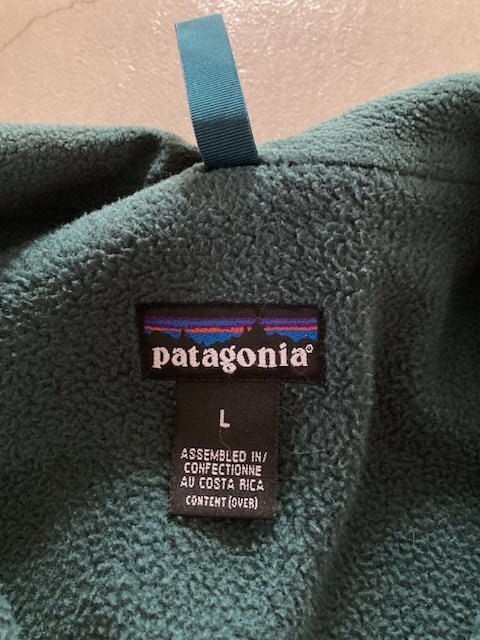 patagonia®
L
ASSEMBLED IN/
CONFECTIONNE
AU COSTA RICA
CONTENT (OVER)